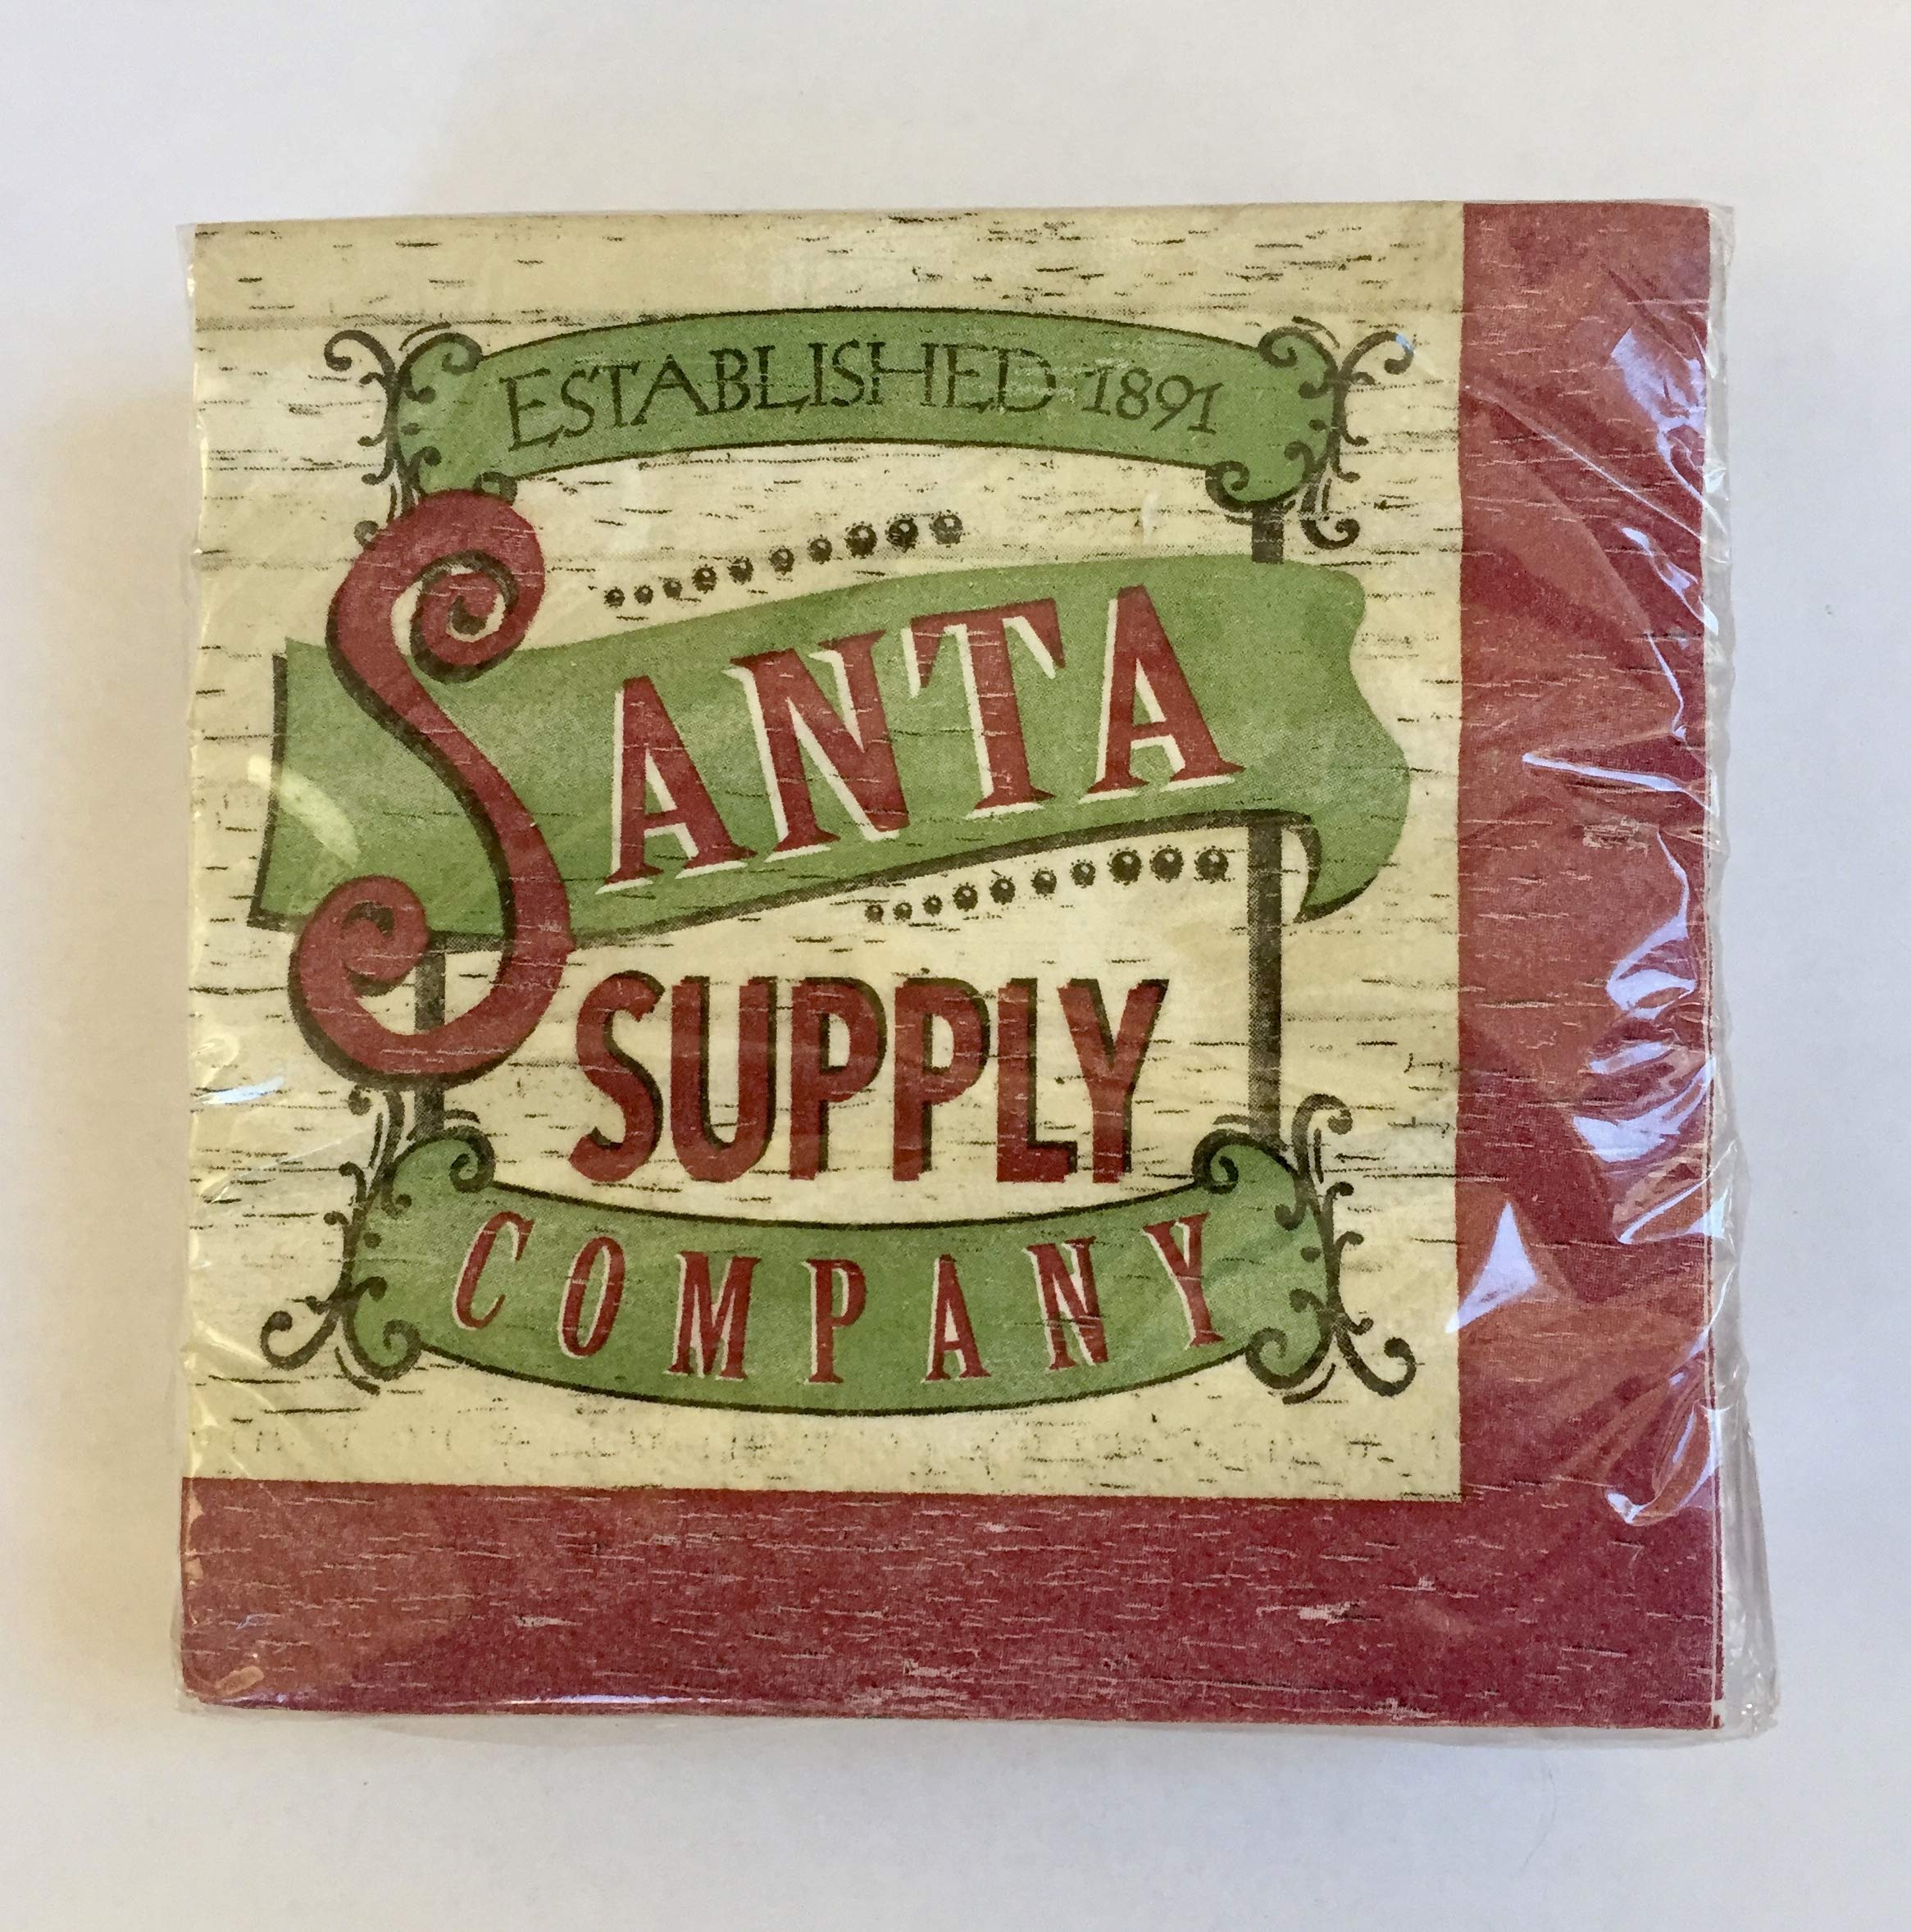 ESTABLISHED 1891
SANTA
SUPPLY
COMPANY